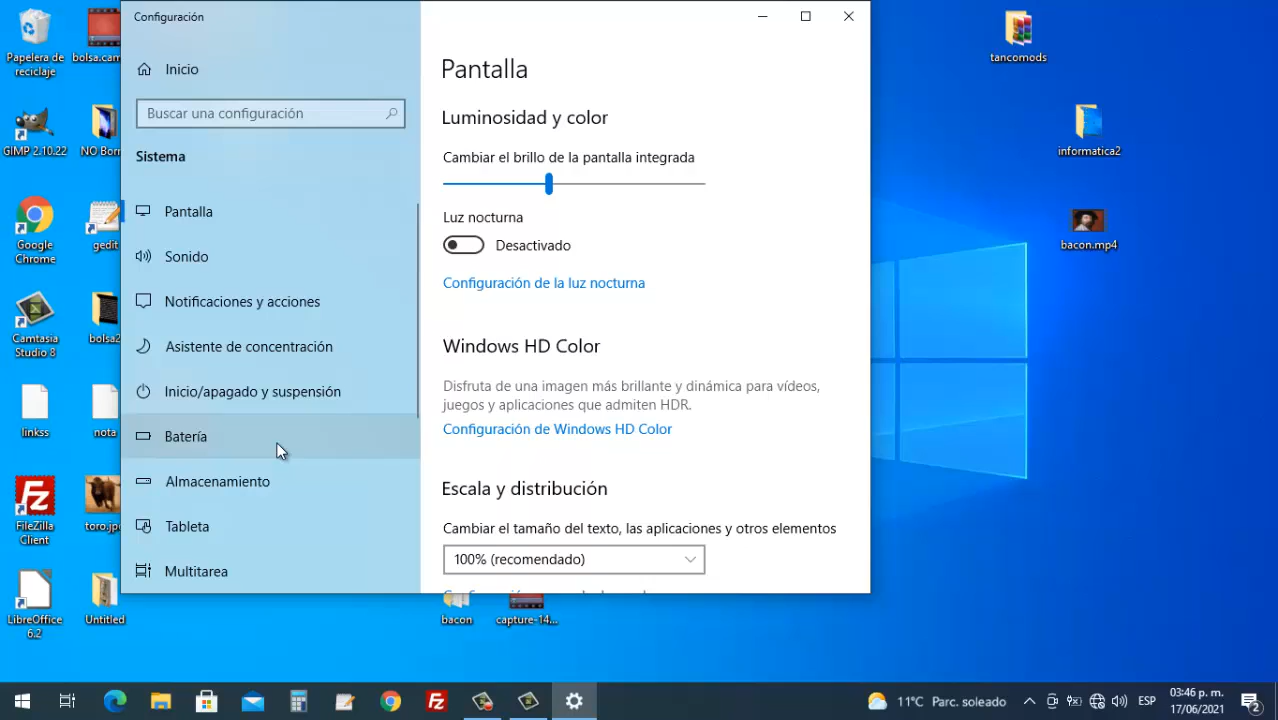 Configuración
Inicio
Buscar una configuración
Sistema
Pantalla
Sonido
Notificaciones y acciones
Asistente de concentración
Inicio/apagado y suspensión
Batería
Almacenamiento
Tableta
Multitarea
Pantalla
Luminosidad y color
Cambiar el brillo de la pantalla integrada
Luz nocturna
Desactivado
Configuración de la luz nocturna
Windows HD Color
Disfruta de una imagen más brillante y dinámica para vídeos,
juegos y aplicaciones que admiten HDR.
Configuración de Windows HD Color
Escala y distribución
Cambiar el tamaño del texto, las aplicaciones y otros elementos
100% (recomendado)
Papelera de
reciclaje
bolsa.cam
GIMP 2.10.22
NO Born
Google
Chrome
gedit
Camtasia
Studio 8
bolsa2
linkss
nota
FileZilla
Client
toro.jp
LibreOffice
6.2
Untitled
bacon
capture-14...
tancomods
informatica2
bacon.mp4
11°C Parc. soleado
ESP
03:46 p. m.
17/06/2021
2